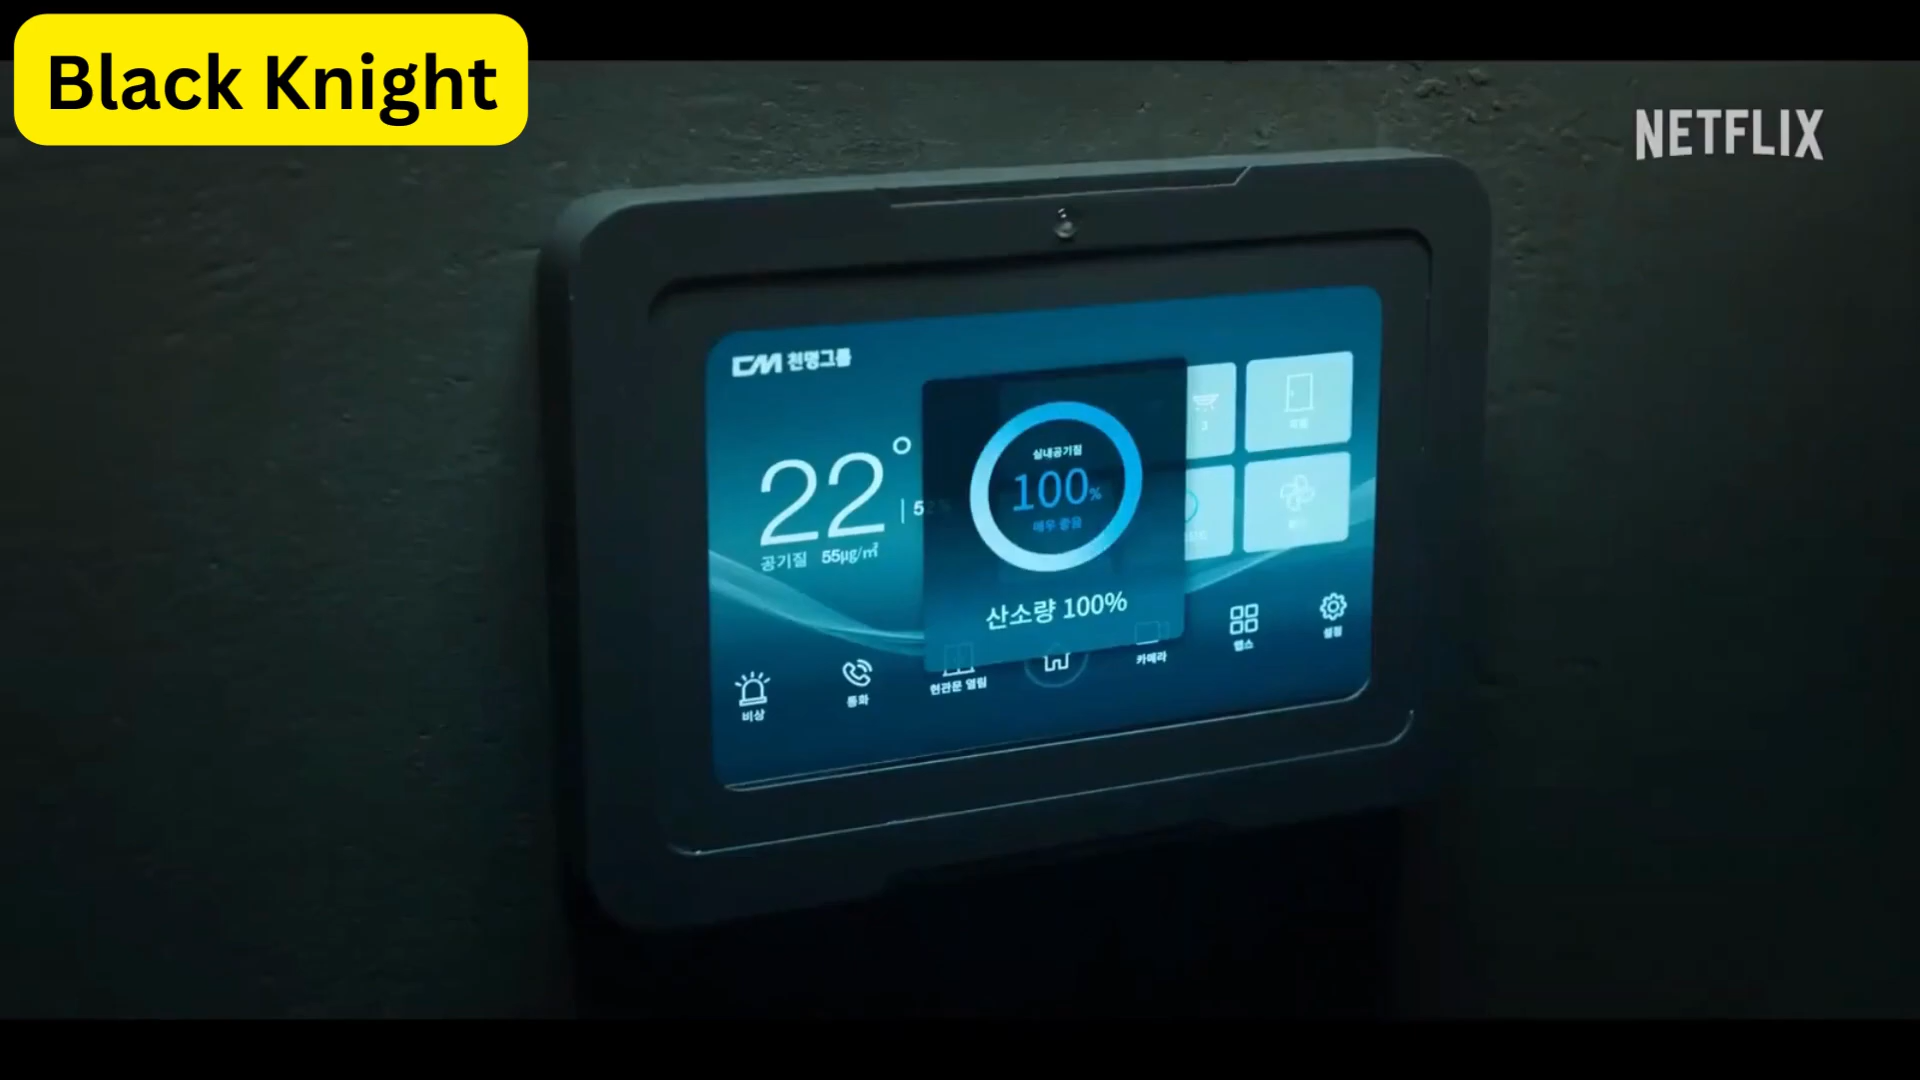 Black Knight
NETFLIX
CM 천명그룹
22°
공기질 55µg/㎥
실내공기질
100%
매우 좋음
산소량 100%
비상
통화
현관문 열림
카메라
앱스
설정